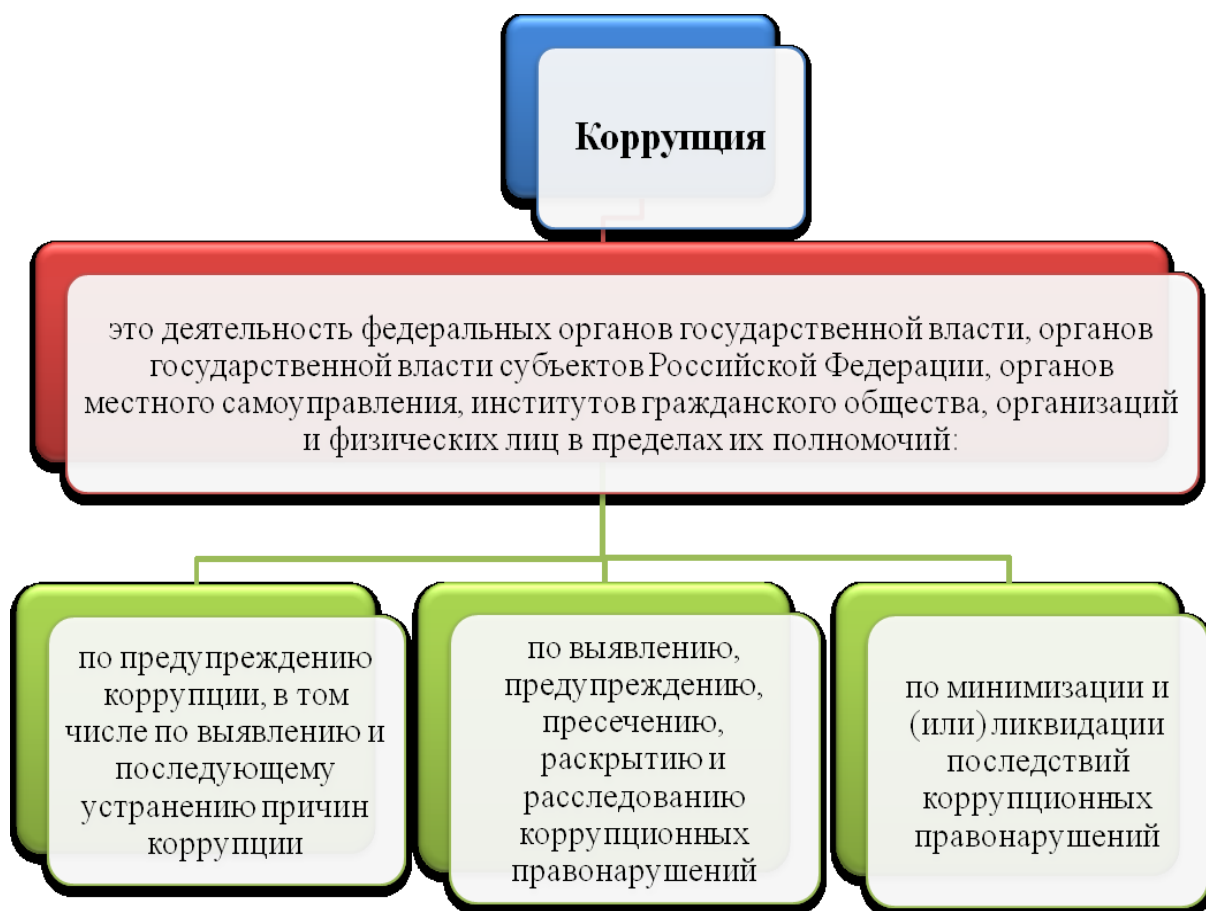 Коррупция
это деятельность федеральных органов государственной власти, органов
государственной власти субъектов Российской Федерации, органов
местного самоуправления, институтов гражданского общества, организаций
и физических лиц в пределах их полномочий:
по предупреждению
коррупции, в том
числе по выявлению и
последующему
устранению причин
коррупции
по выявлению,
предупреждению,
пресечению,
раскрытию и
расследованию
коррупционных
правонарушений
по минимизации и
(или) ликвидации
последствий
коррупционных
правонарушений